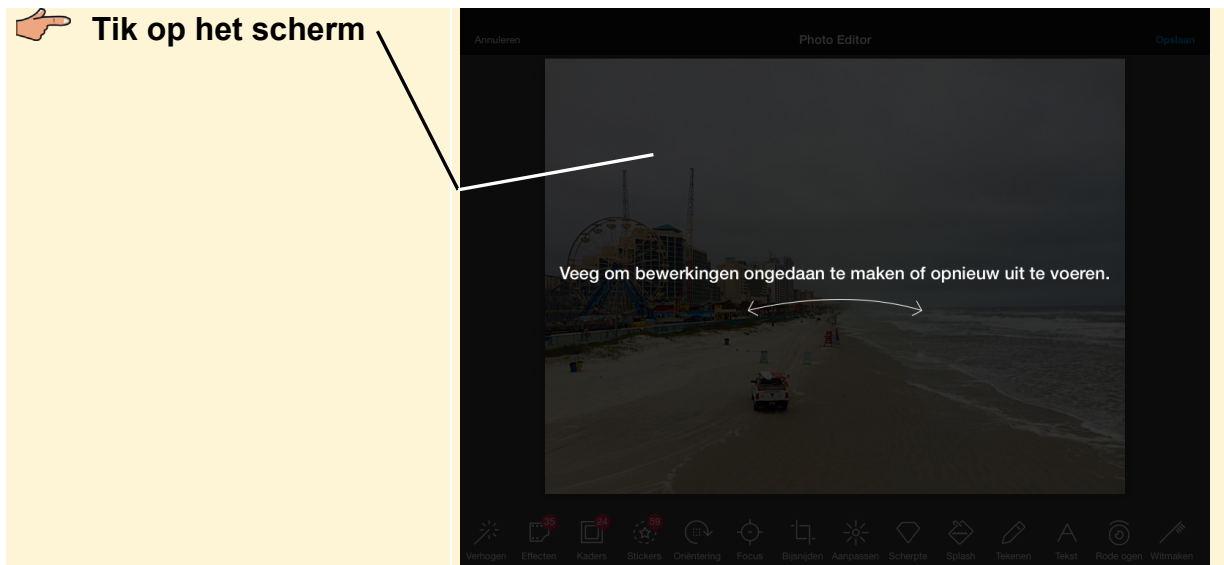 Tik op het scherm
Annuleren Photo Editor Opslaan
Veeg om bewerkingen ongedaan te maken of opnieuw uit te voeren.
35 24 59
Verhogen Effecten Kaders Stickers Oriëntering Focus Bijsnijden Aanpassen Scherpte Splash Tekenen Tekst Rode ogen Witmaken